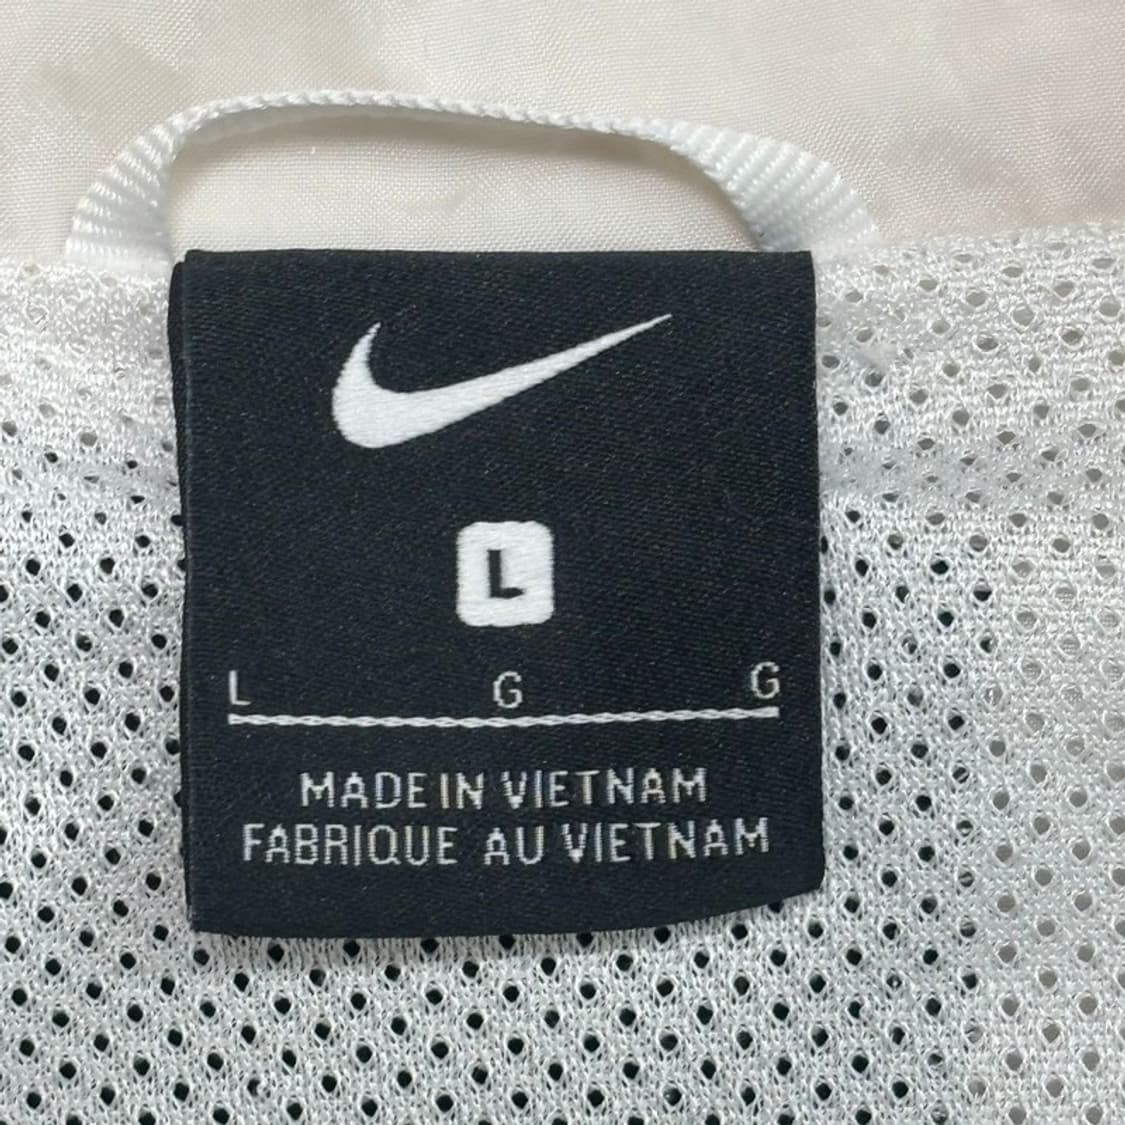 L
L G G
MADE IN VIETNAM
FABRIQUE AU VIETNAM